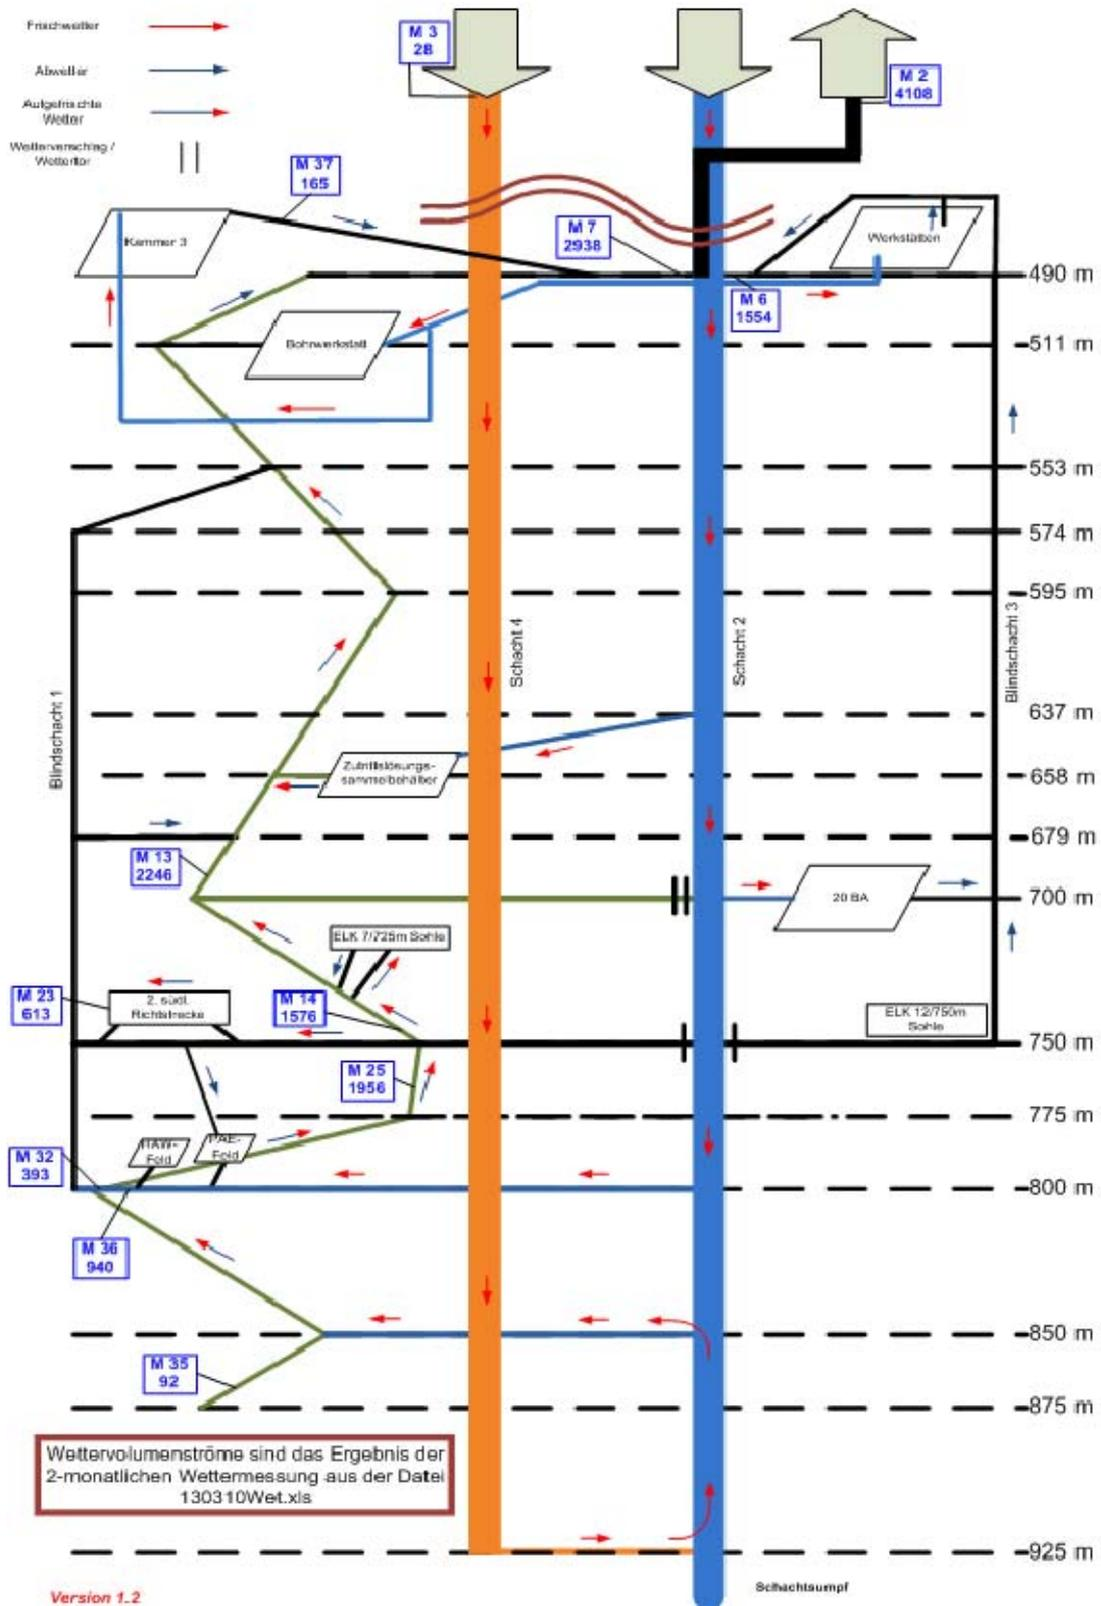 Frischwetter
Abwetter
Aufgefrischte
Wetter
Wetterverschlag /
Wettertor
M 3
28
M 2
4108
M 37
165
M 7
2938
Kammer 3
Werkstätten
490 m
M 6
1554
Bohrwerkstatt
511 m
553 m
574 m
595 m
Schacht 4
Schacht 2
Blindschacht 3
Blindschacht 1
637 m
Zutrittslösungs-
sammelbehälter
658 m
679 m
M 13
2246
20 BA
700 m
ELK 7/725m Sohle
M 23
613
2. südl.
Richtstrecke
M 14
1576
ELK 12/750m
Sohle
750 m
M 25
1956
775 m
HAW-
Feld
PAE-
Feld
M 32
393
800 m
M 36
940
850 m
M 35
92
875 m
Wettervolumenströme sind das Ergebnis der
2-monatlichen Wettermessung aus der Datei
130310Wet.xls
925 m
Schachtsumpf
Version 1.2